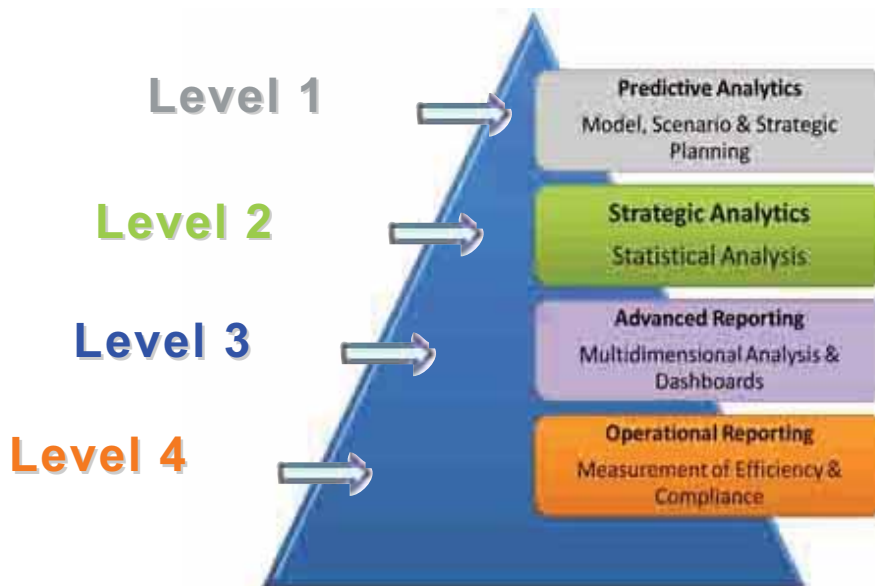 Level 1
Predictive Analytics
Model, Scenario & Strategic
Planning
Level 2
Strategic Analytics
Statistical Analysis
Level 3
Advanced Reporting
Multidimensional Analysis &
Dashboards
Level 4
Operational Reporting
Measurement of Efficiency &
Compliance